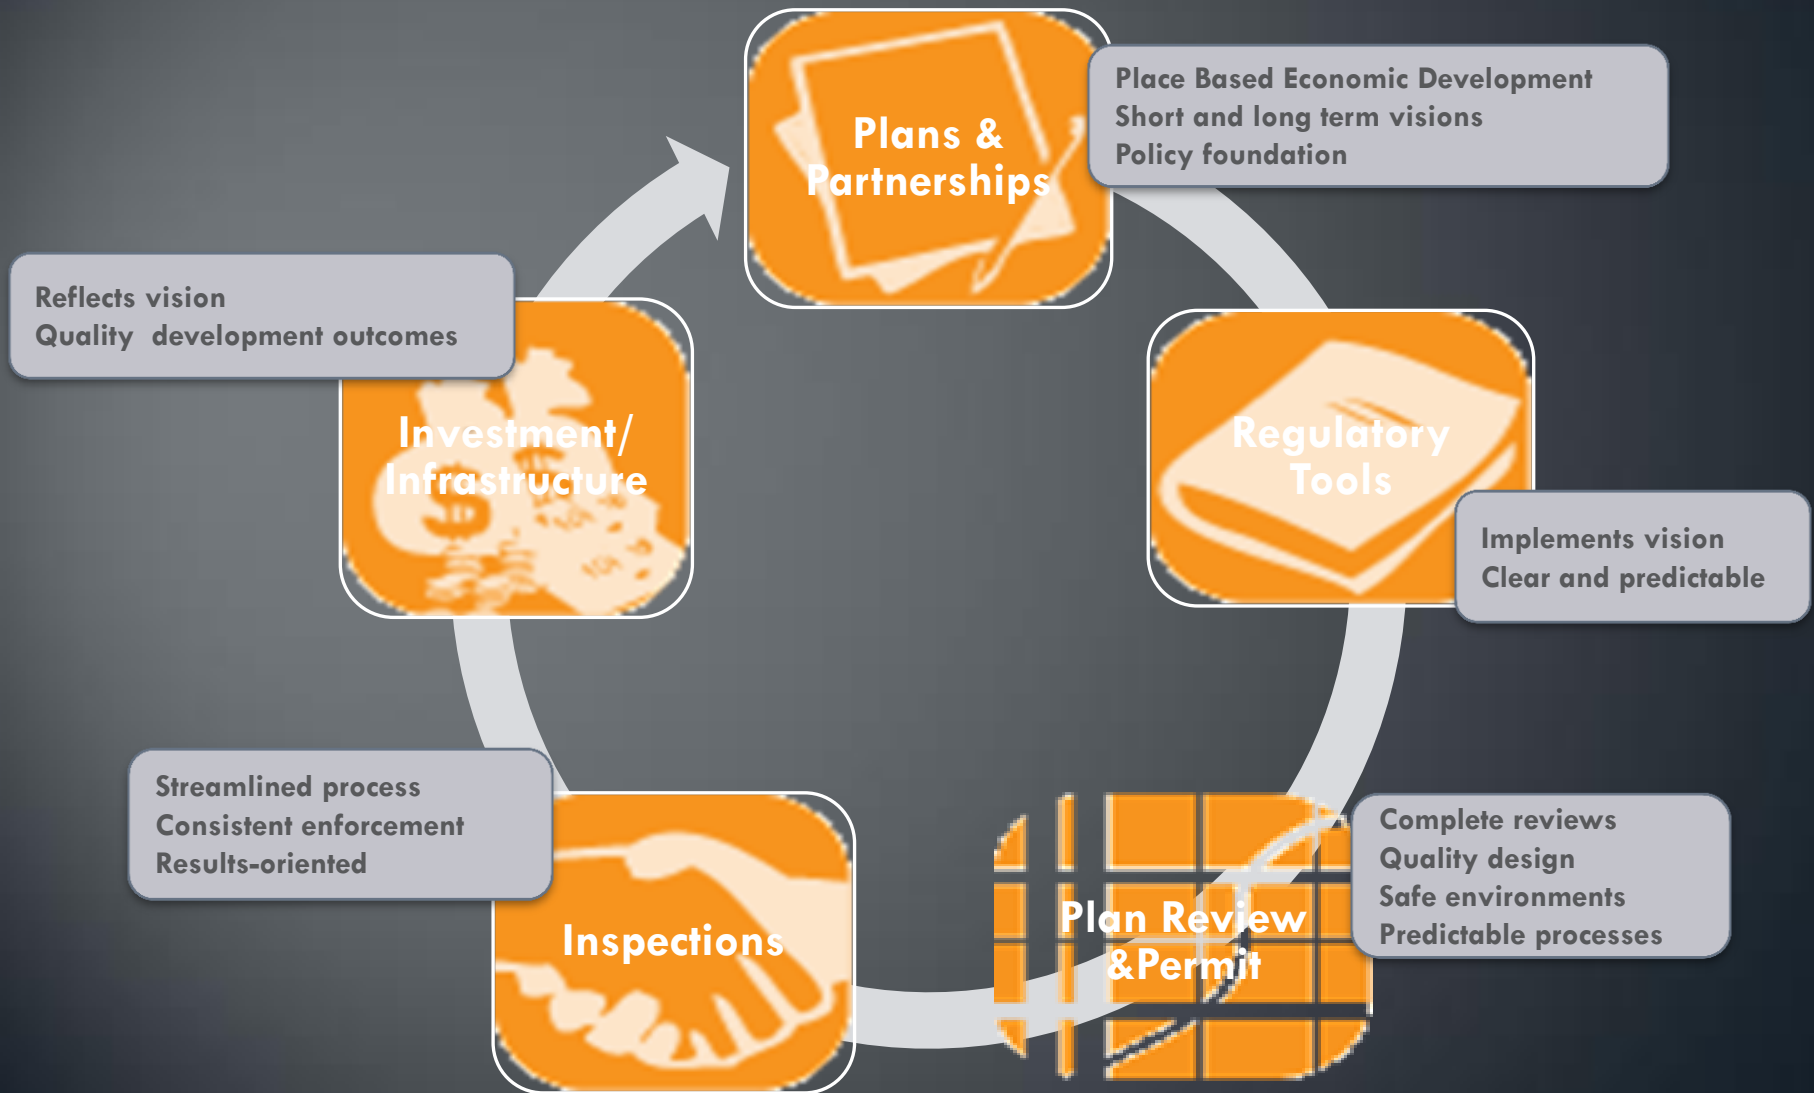 Plans &
Partnerships
Place Based Economic Development
Short and long term visions
Policy foundation
Regulatory
Tools
Implements vision
Clear and predictable
Plan Review
&Permit
Complete reviews
Quality design
Safe environments
Predictable processes
Inspections
Streamlined process
Consistent enforcement
Results-oriented
Investment/
Infrastructure
Reflects vision
Quality  development outcomes
$